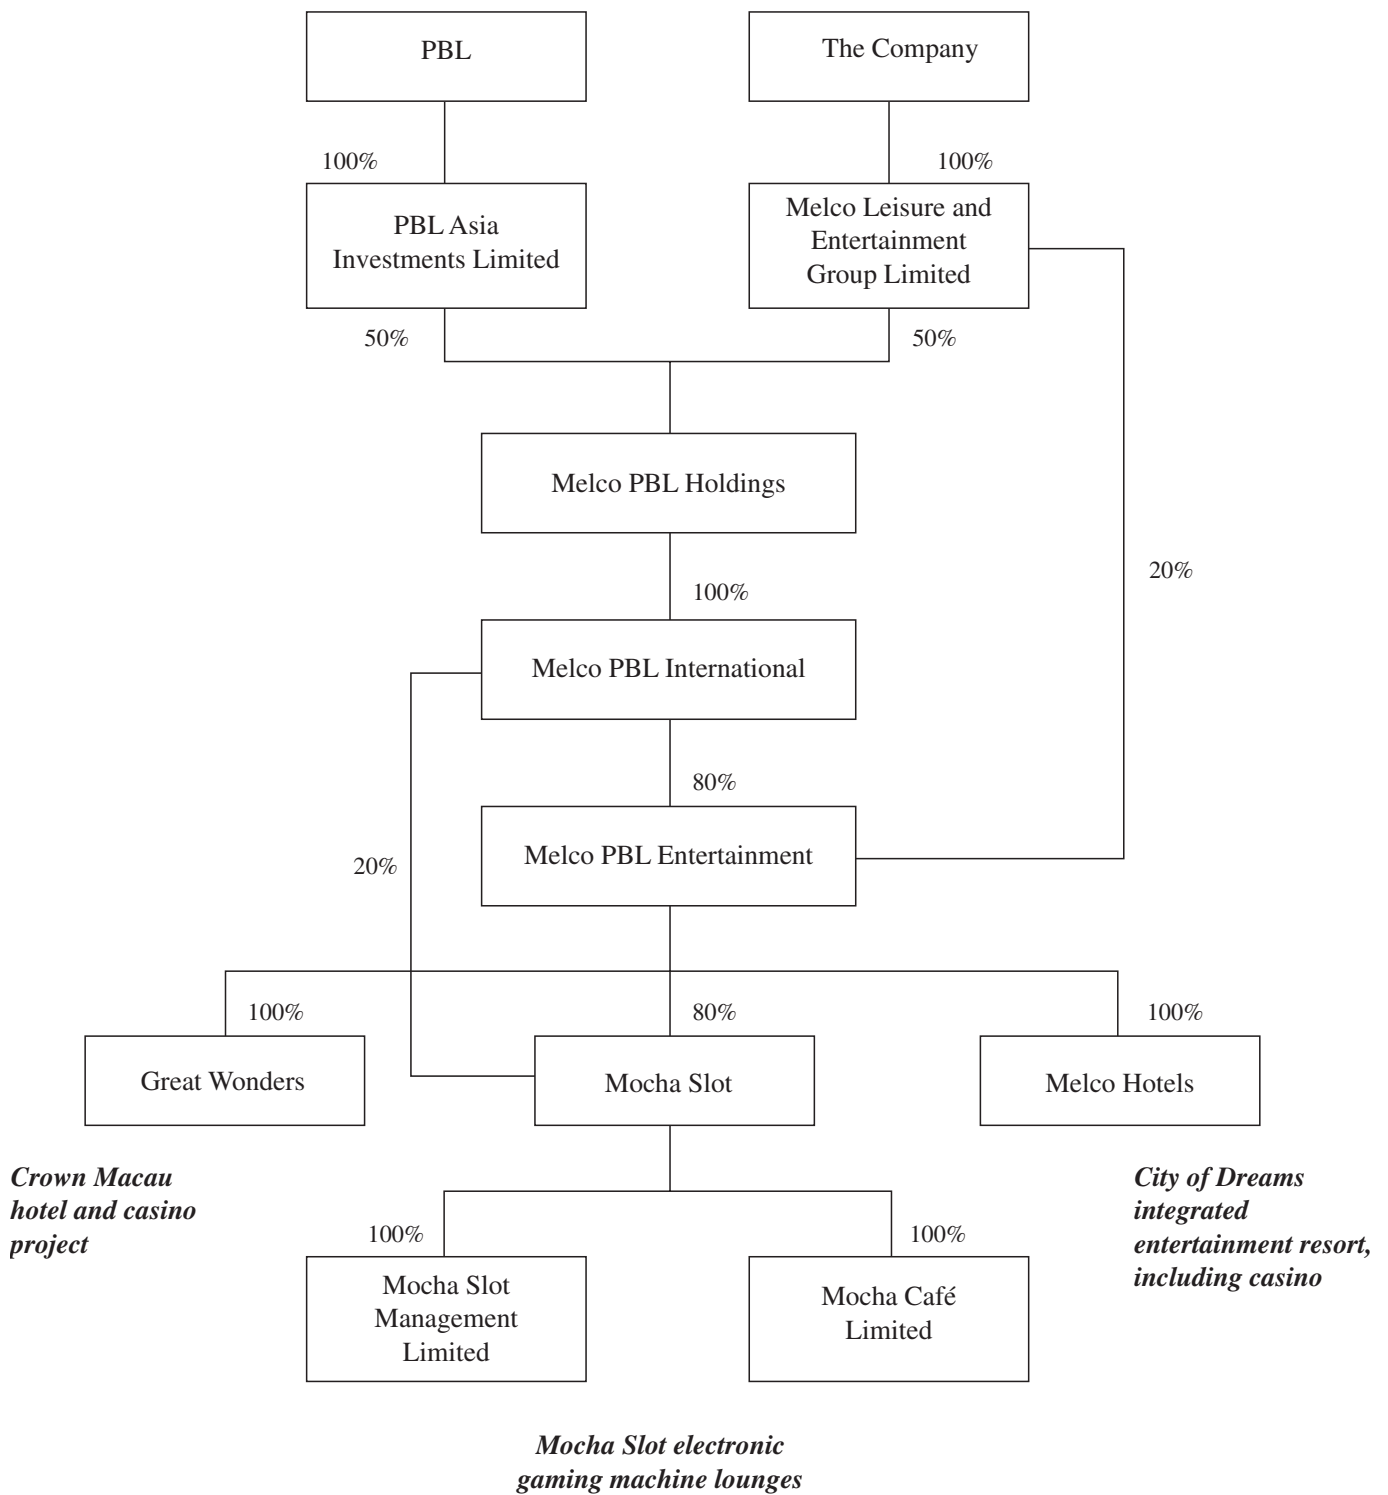 PBL
The Company
100%
100%
PBL Asia
Investments Limited
Melco Leisure and
Entertainment
Group Limited
50%
50%
Melco PBL Holdings
20%
100%
Melco PBL International
80%
Melco PBL Entertainment
20%
100%
80%
100%
Great Wonders
Mocha Slot
Melco Hotels
Crown Macau
hotel and casino
project
City of Dreams
integrated
entertainment resort,
including casino
100%
100%
Mocha Slot
Management
Limited
Mocha Café
Limited
Mocha Slot electronic
gaming machine lounges